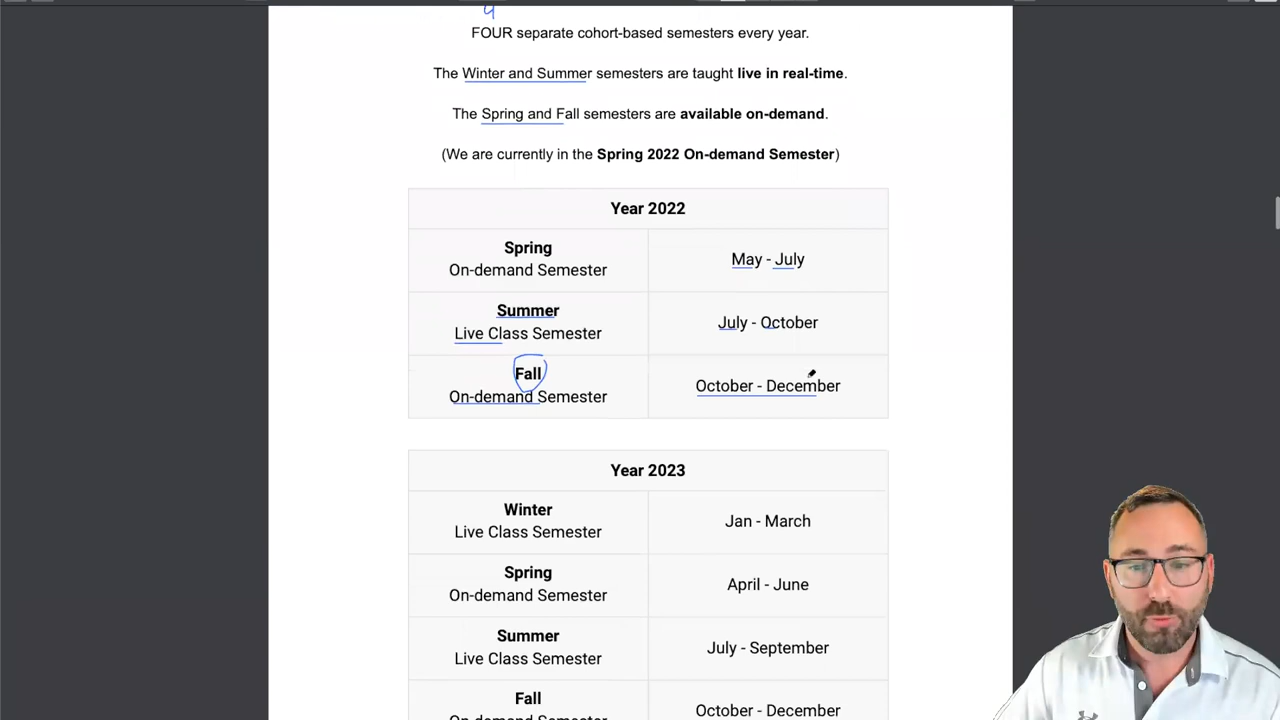 4
FOUR separate cohort-based semesters every year.
The Winter and Summer semesters are taught live in real-time.
The Spring and Fall semesters are available on-demand.
(We are currently in the Spring 2022 On-demand Semester)
Year 2022
Spring
On-demand Semester
May - July
Summer
Live Class Semester
July - October
Fall
On-demand Semester
October - December
Year 2023
Winter
Live Class Semester
Jan - March
Spring
On-demand Semester
April - June
Summer
Live Class Semester
July - September
Fall
On-demand Semester
October - December